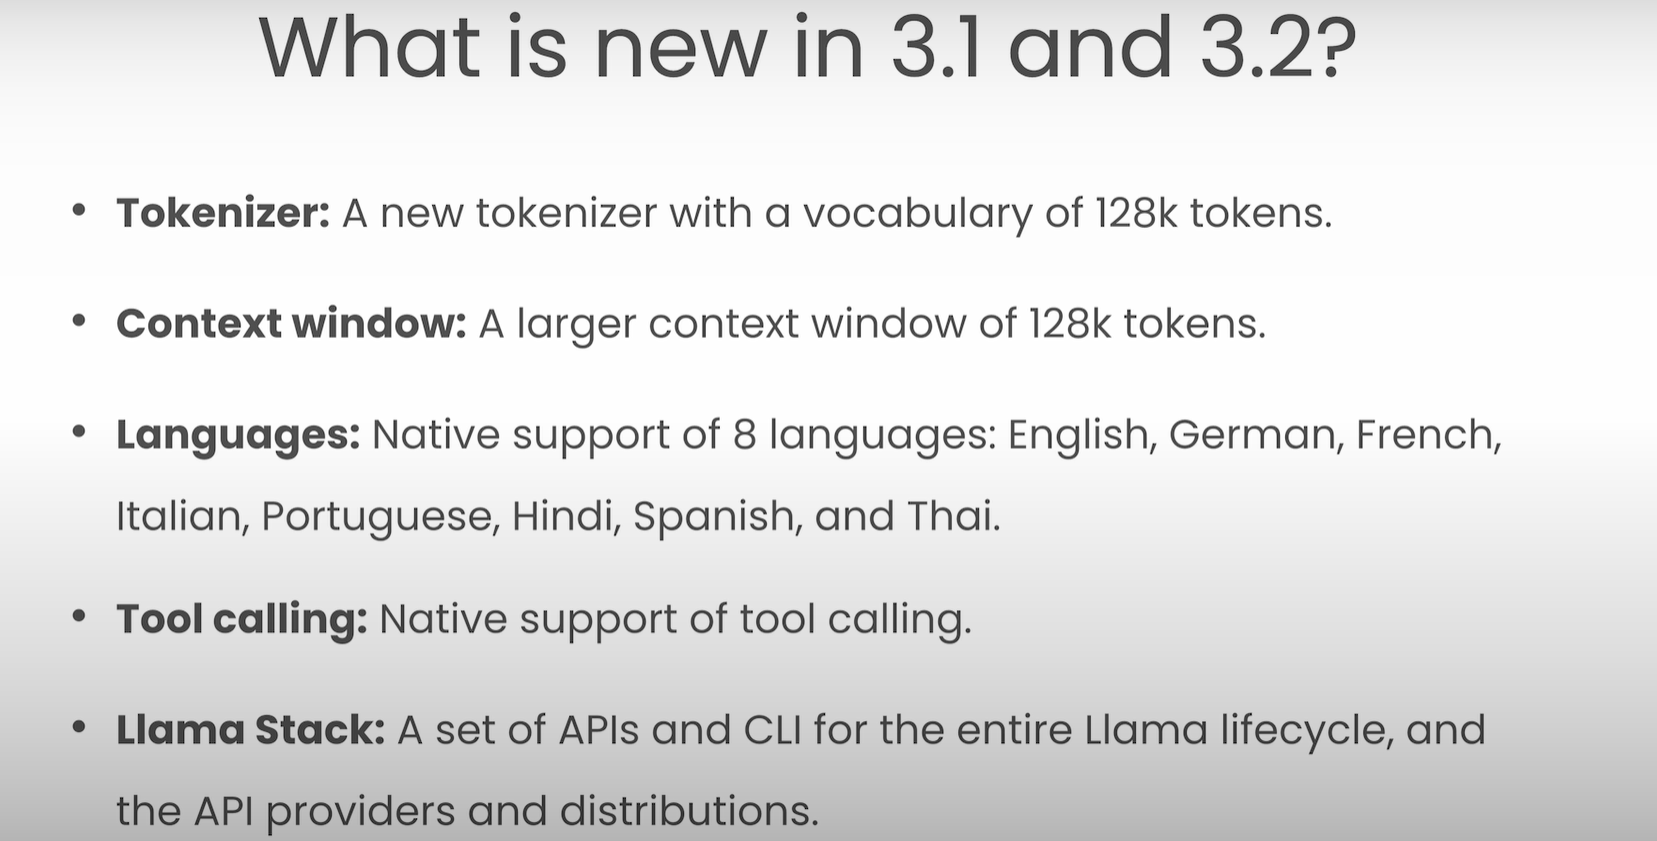 What is new in 3.1 and 3.2?
• Tokenizer: A new tokenizer with a vocabulary of 128k tokens.
• Context window: A larger context window of 128k tokens.
• Languages: Native support of 8 languages: English, German, French,
Italian, Portuguese, Hindi, Spanish, and Thai.
• Tool calling: Native support of tool calling.
• Llama Stack: A set of APIs and CLI for the entire Llama lifecycle, and
the API providers and distributions.